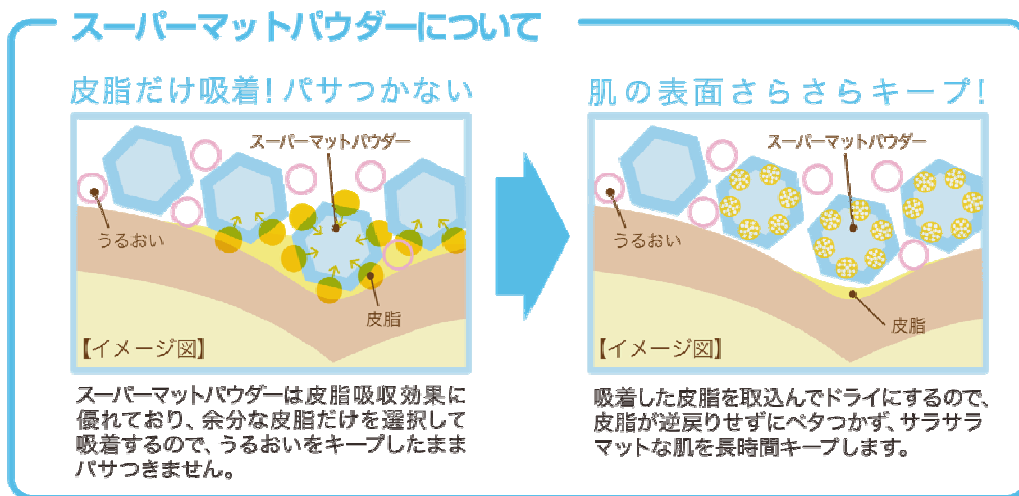 スーパーマットパウダーについて
皮脂だけ吸着!パサつかない
スーパーマットパウダー
うるおい
皮脂
【イメージ図】
スーパーマットパウダーは皮脂吸収効果に
優れており、余分な皮脂だけを選択して
吸着するので、うるおいをキープしたまま
パサつきません。
肌の表面さらさらキープ!
スーパーマットパウダー
うるおい
皮脂
【イメージ図】
吸着した皮脂を取込んでドライにするので、
皮脂が逆戻りせずにベタつかず、サラサラ
マットな肌を長時間キープします。